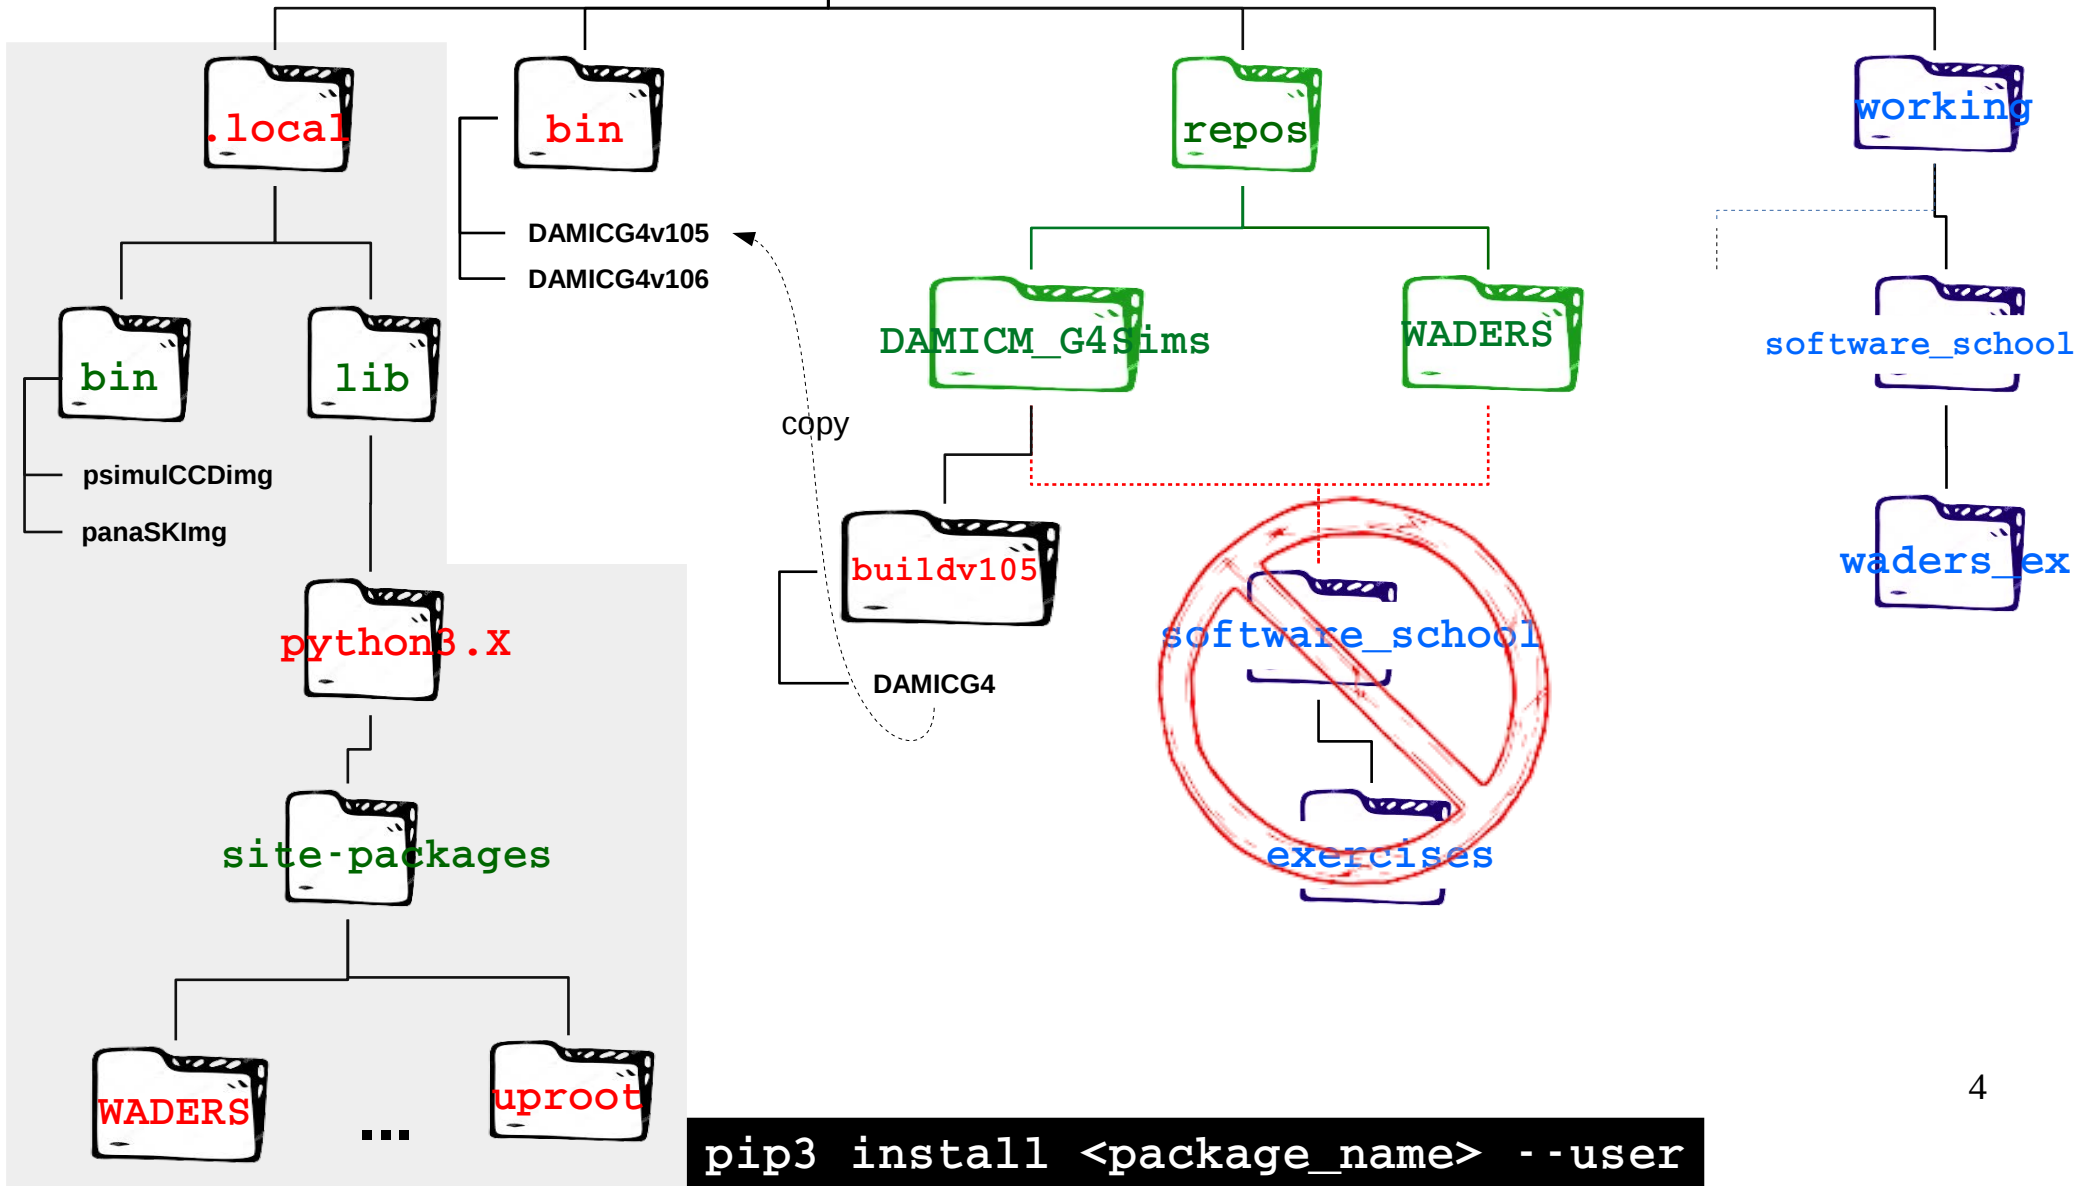 .local
bin
repos
working
DAMICG4v105
DAMICG4v106
bin
lib
DAMICM_G4Sims
WADERS
software_school
copy
psimulCCDimg
panaSKImg
buildv105
waders_ex
python3.X
software_school
DAMICG4
site-packages
exercises
WADERS
...
uproot
4
pip3 install <package_name> --user